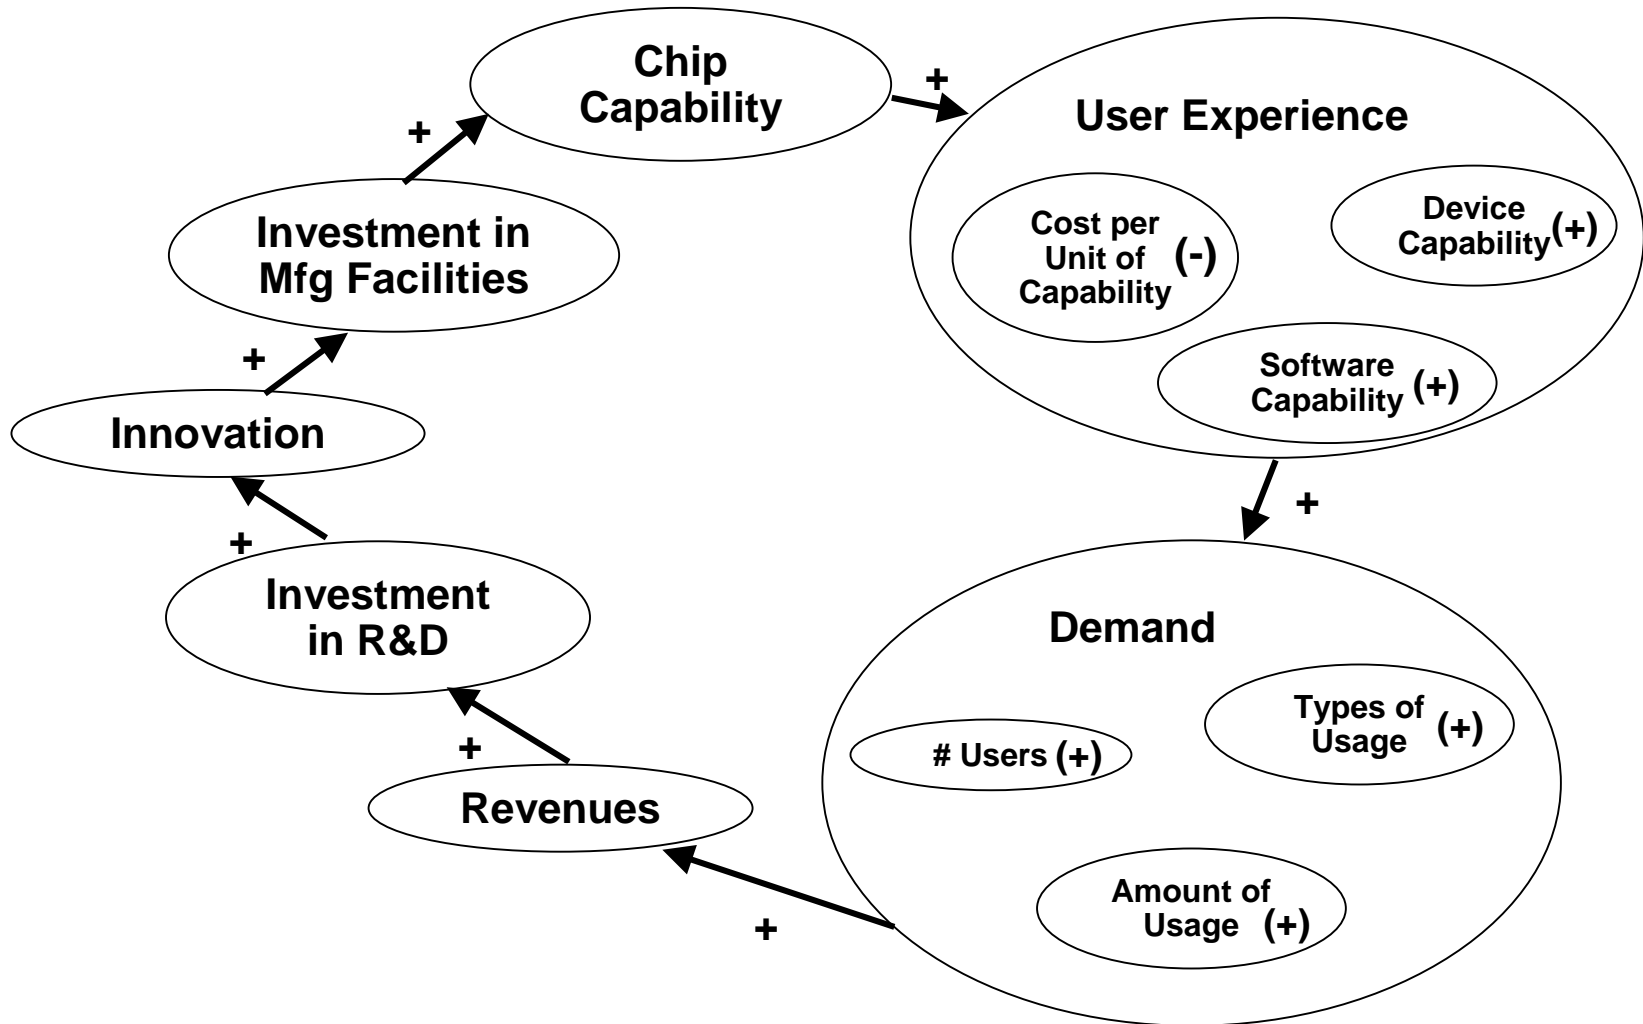 Chip
Capability
+
User Experience
Cost per
Unit of (-)
Capability
Device
Capability (+)
Software
Capability (+)
+
Demand
# Users (+)
Types of
Usage (+)
Amount of
Usage (+)
+
Revenues
+
Investment
in R&D
+
Innovation
+
Investment in
Mfg Facilities
+